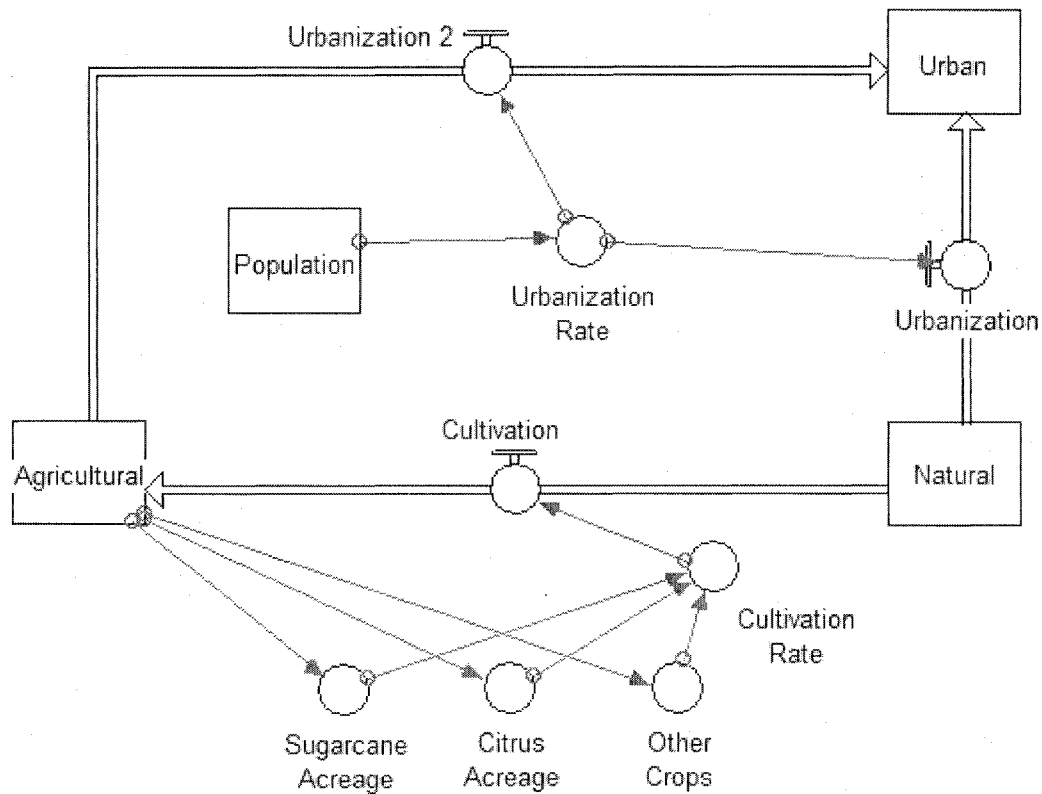 Urbanization 2
Urban
Population
Urbanization
Rate
Urbanization
Agricultural
Cultivation
Natural
Cultivation
Rate
Sugarcane
Acreage
Citrus
Acreage
Other
Crops